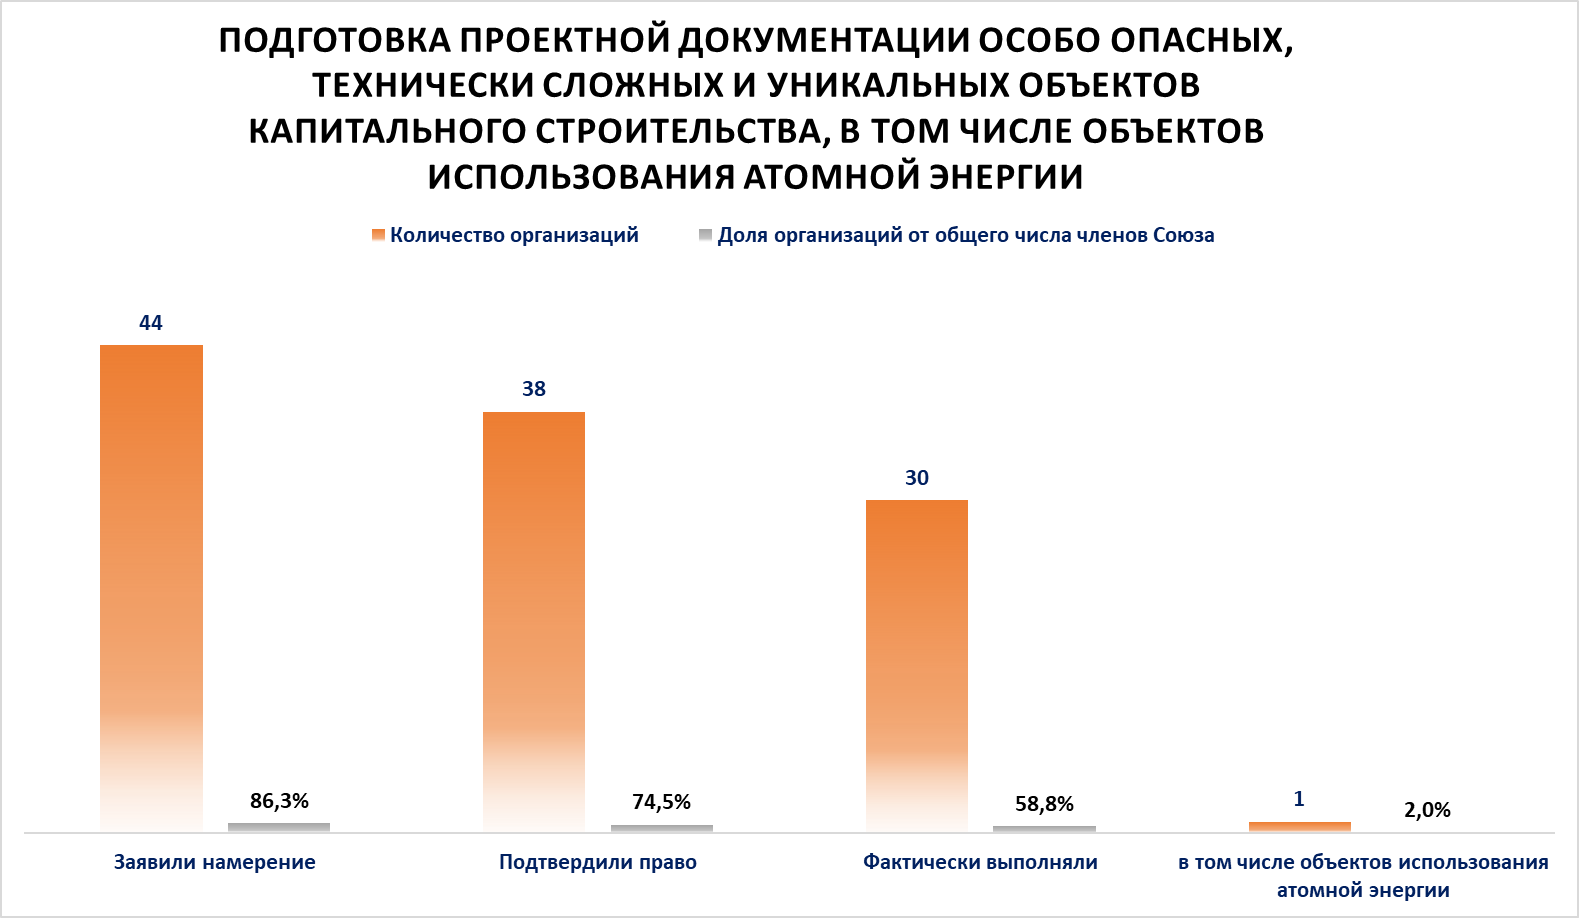 ПОДГОТОВКА ПРОЕКТНОЙ ДОКУМЕНТАЦИИ ОСОБО ОПАСНЫХ,
ТЕХНИЧЕСКИ СЛОЖНЫХ И УНИКАЛЬНЫХ ОБЪЕКТОВ
КАПИТАЛЬНОГО СТРОИТЕЛЬСТВА, В ТОМ ЧИСЛЕ ОБЪЕКТОВ
ИСПОЛЬЗОВАНИЯ АТОМНОЙ ЭНЕРГИИ
Количество организаций
Доля организаций от общего числа членов Союза
44
38
30
1
86,3%
74,5%
58,8%
2,0%
Заявили намерение
Подтвердили право
Фактически выполняли
в том числе объектов использования
атомной энергии